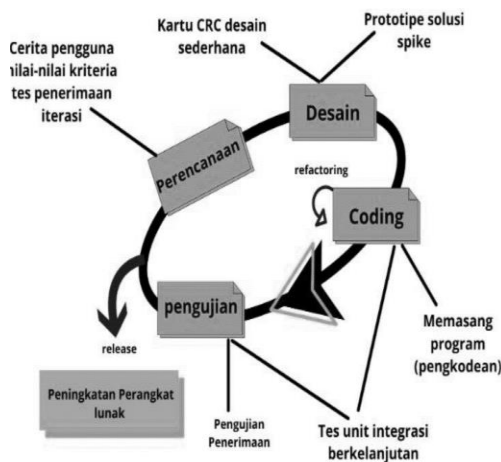 Kartu CRC desain
sederhana
Prototipe solusi
spike
Cerita pengguna
nilai-nilai kriteria
tes penerimaan
iterasi
Desain
Perencanaan
refactoring
Coding
pengujian
release
Memasang
program
(pengkodean)
Peningkatan Perangkat
lunak
Pengujian
Penerimaan
Tes unit integrasi
berkelanjutan